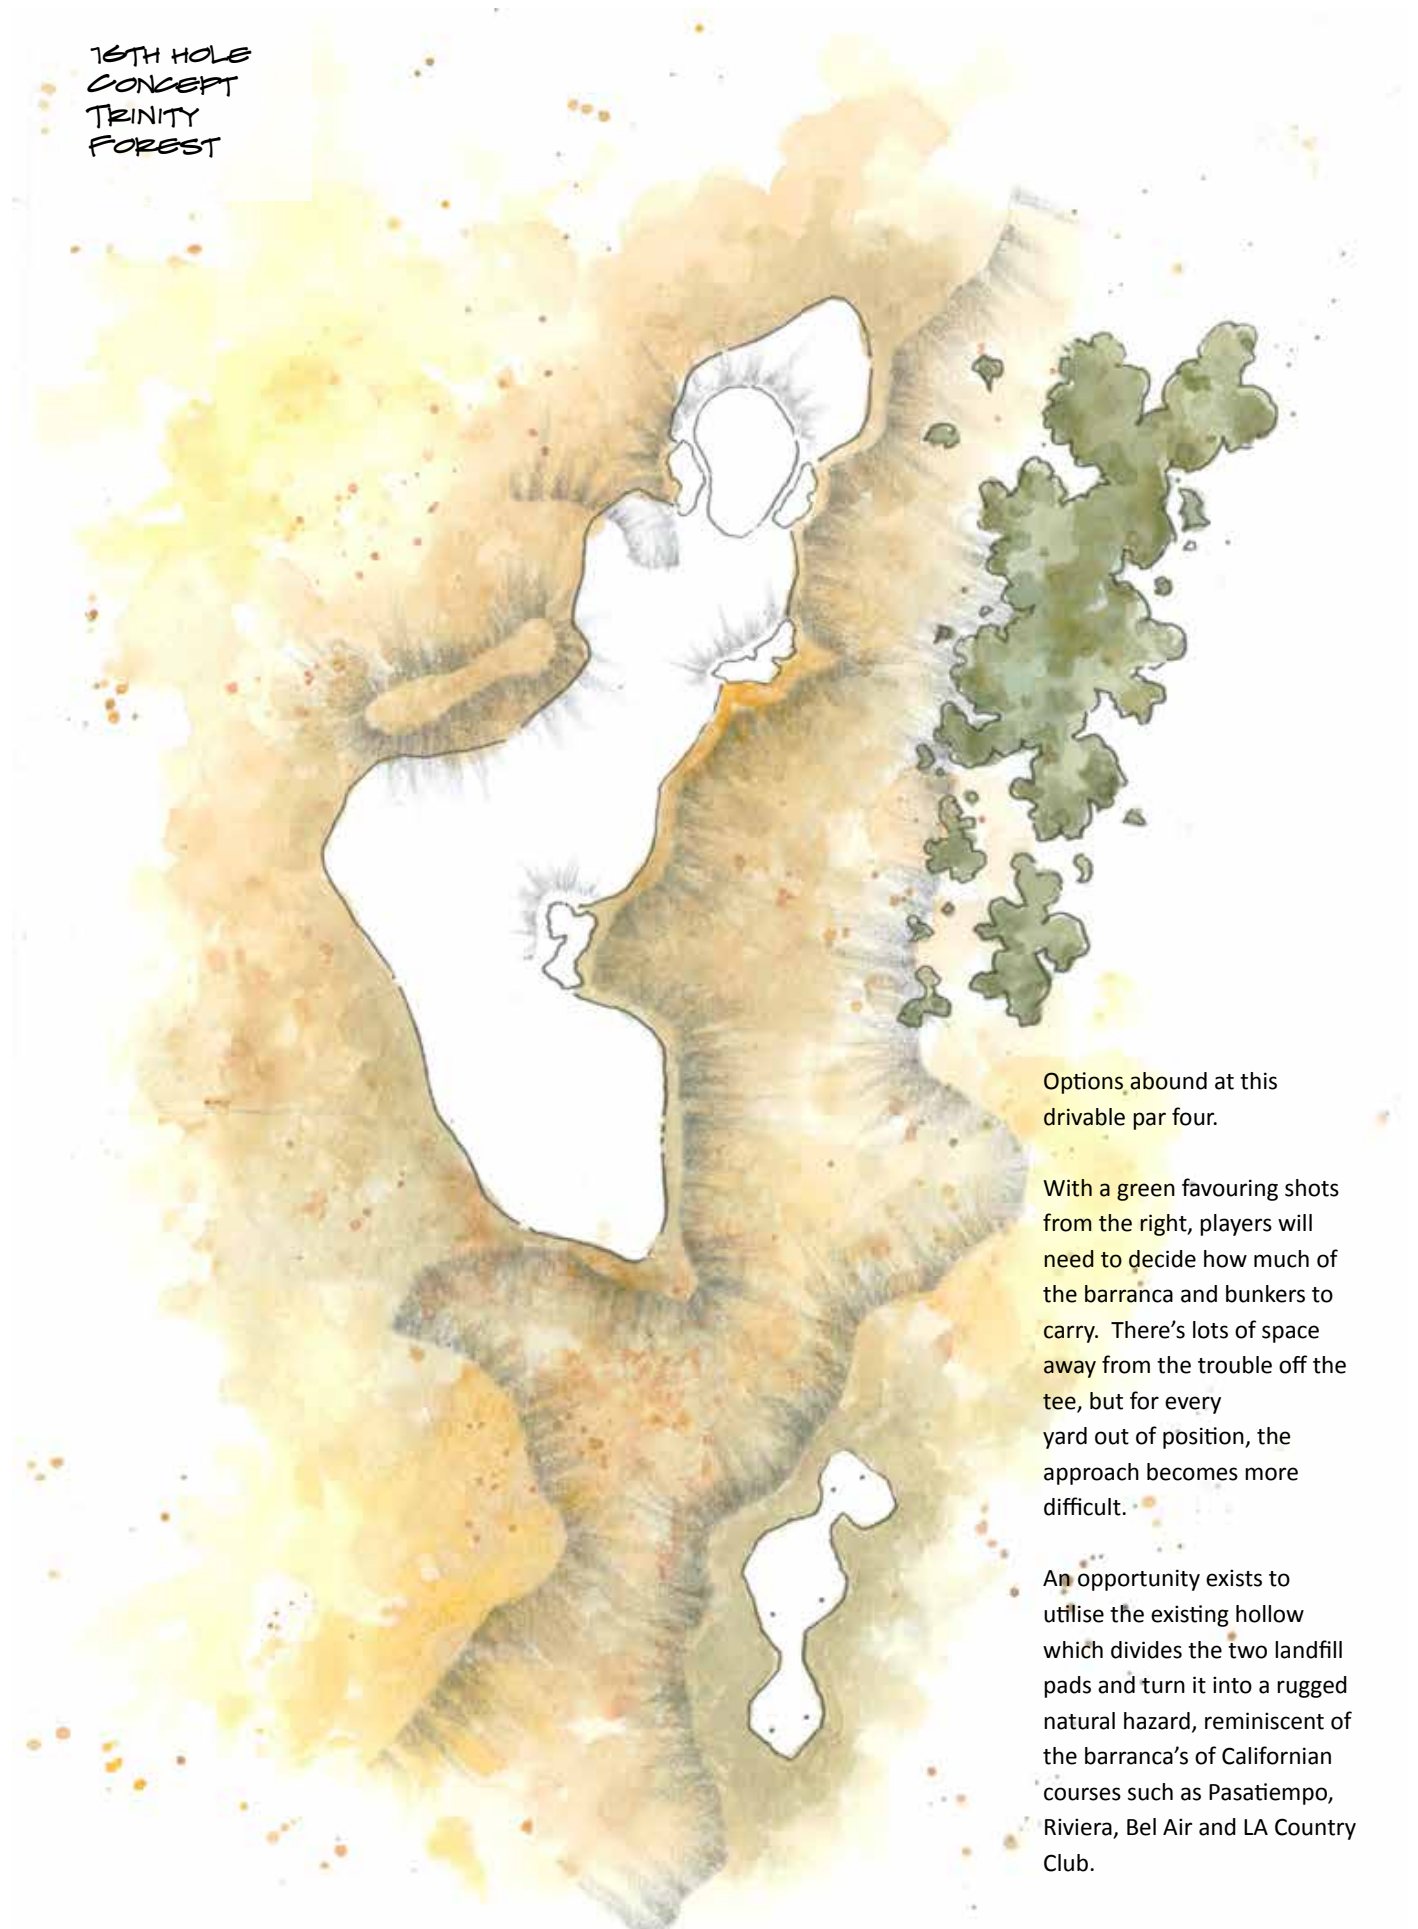 16TH HOLE
CONCEPT
TRINITY
FOREST
Options abound at this
drivable par four.
With a green favouring shots
from the right, players will
need to decide how much of
the barranca and bunkers to
carry.  There's lots of space
away from the trouble off the
tee, but for every
yard out of position, the
approach becomes more
difficult.
An opportunity exists to
utilise the existing hollow
which divides the two landfill
pads and turn it into a rugged
natural hazard, reminiscent of
the barranca's of Californian
courses such as Pasatiempo,
Riviera, Bel Air and LA Country
Club.